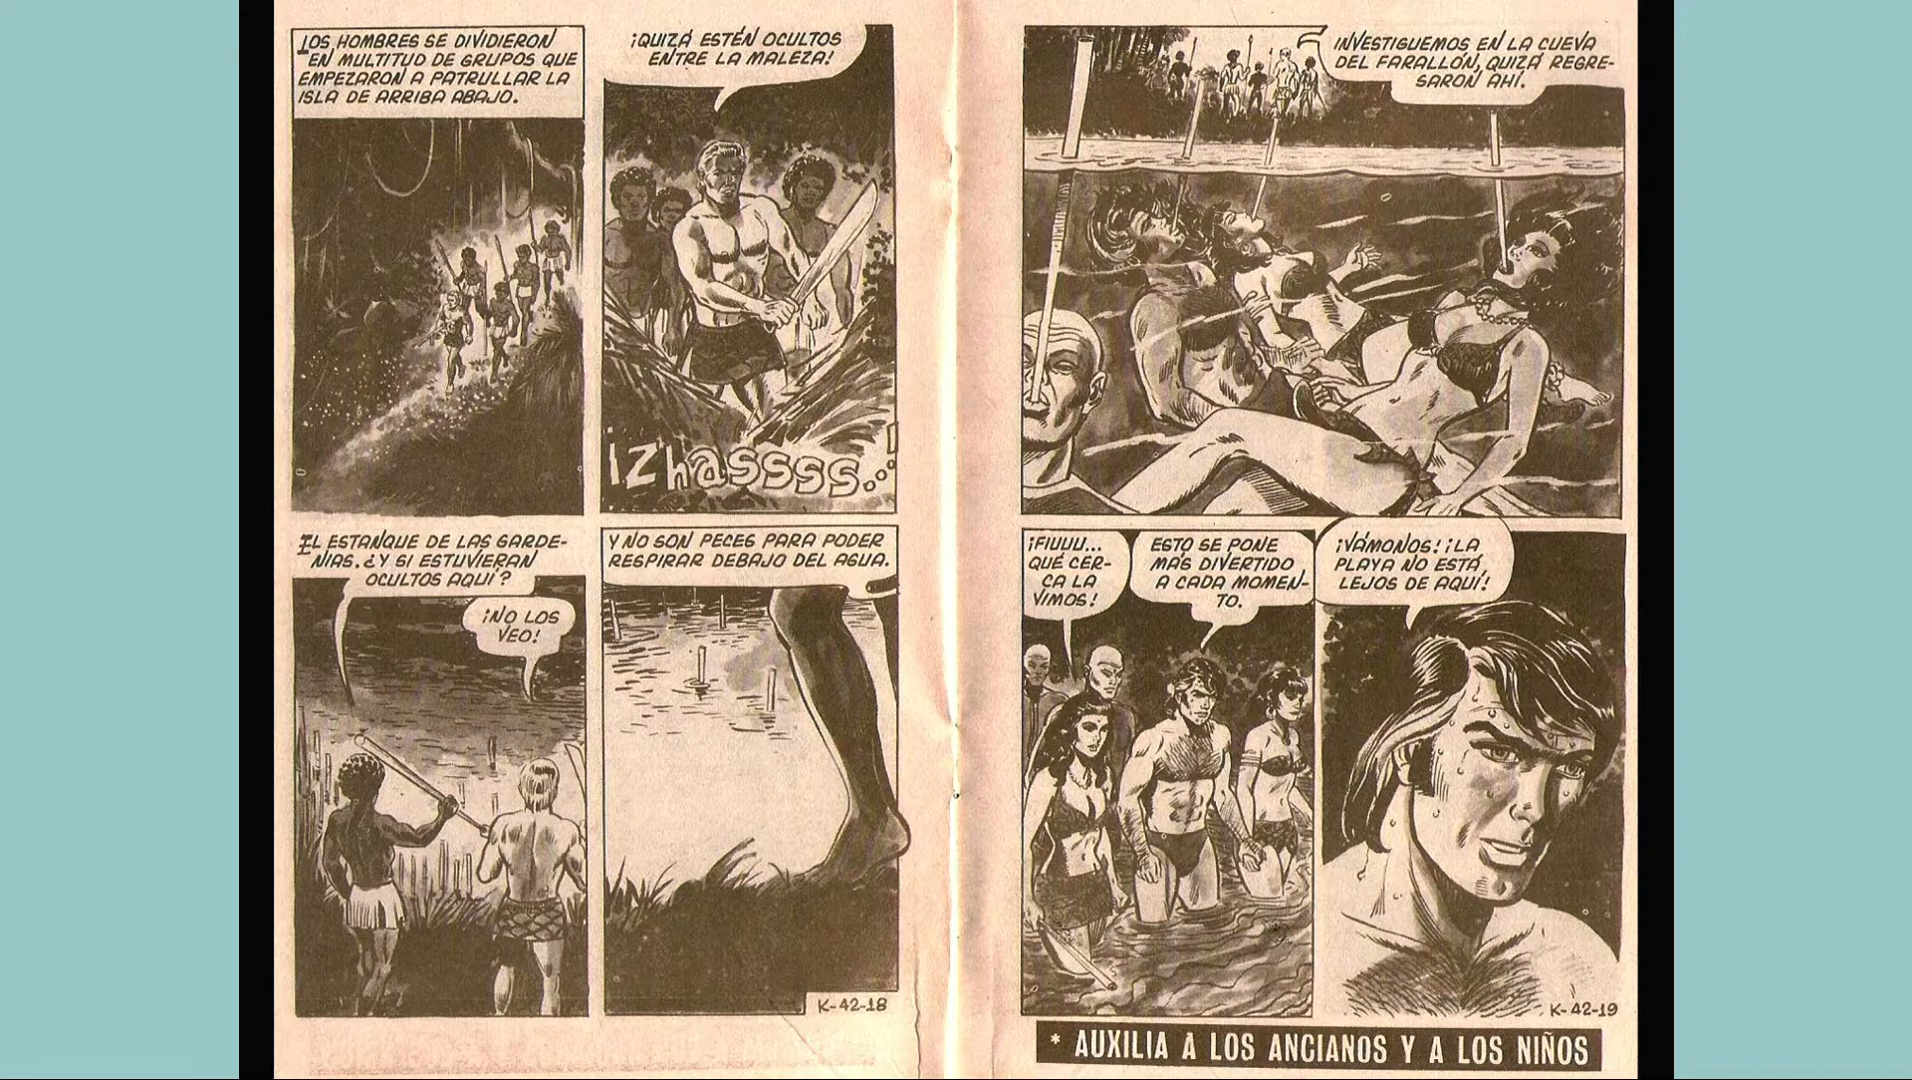 LOS HOMBRES SE DIVIDIERON
EN MULTITUD DE GRUPOS QUE
EMPEZARON A PATRULLAR LA
ISLA DE ARRIBA ABAJO.
¡QUIZÁ ESTÉN OCULTOS
ENTRE LA MALEZA!
¡Zhassss...!
EL ESTANQUE DE LAS GARDE-
NIAS. ¿Y SI ESTUVIERAN
OCULTOS AQUÍ?
¡NO LOS
VEO!
Y NO SON PECES PARA PODER
RESPIRAR DEBAJO DEL AGUA.
K-42-18
INVESTIGUEMOS EN LA CUEVA
DEL FARALLÓN, QUIZÁ REGRE-
SARON AHÍ.
¡FIUUU...
QUÉ CER-
CA LA
VIMOS!
ESTO SE PONE
MÁS DIVERTIDO
A CADA MOMEN-
TO.
¡VÁMONOS! ¡LA
PLAYA NO ESTÁ
LEJOS DE AQUÍ!
K-42-19
* AUXILIA A LOS ANCIANOS Y A LOS NIÑOS